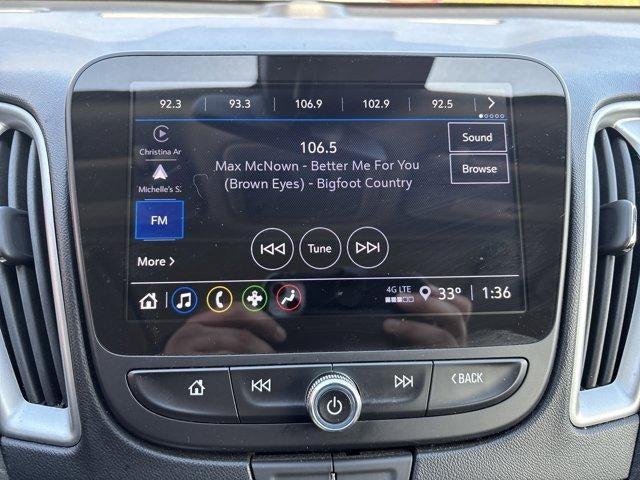 92.3 93.3 106.9 102.9 92.5
Christina Ar
Michelle's S:
FM
More
106.5
Max McNown - Better Me For You
(Brown Eyes) - Bigfoot Country
Sound
Browse
Tune
4G LTE
33° 1:36
BACK